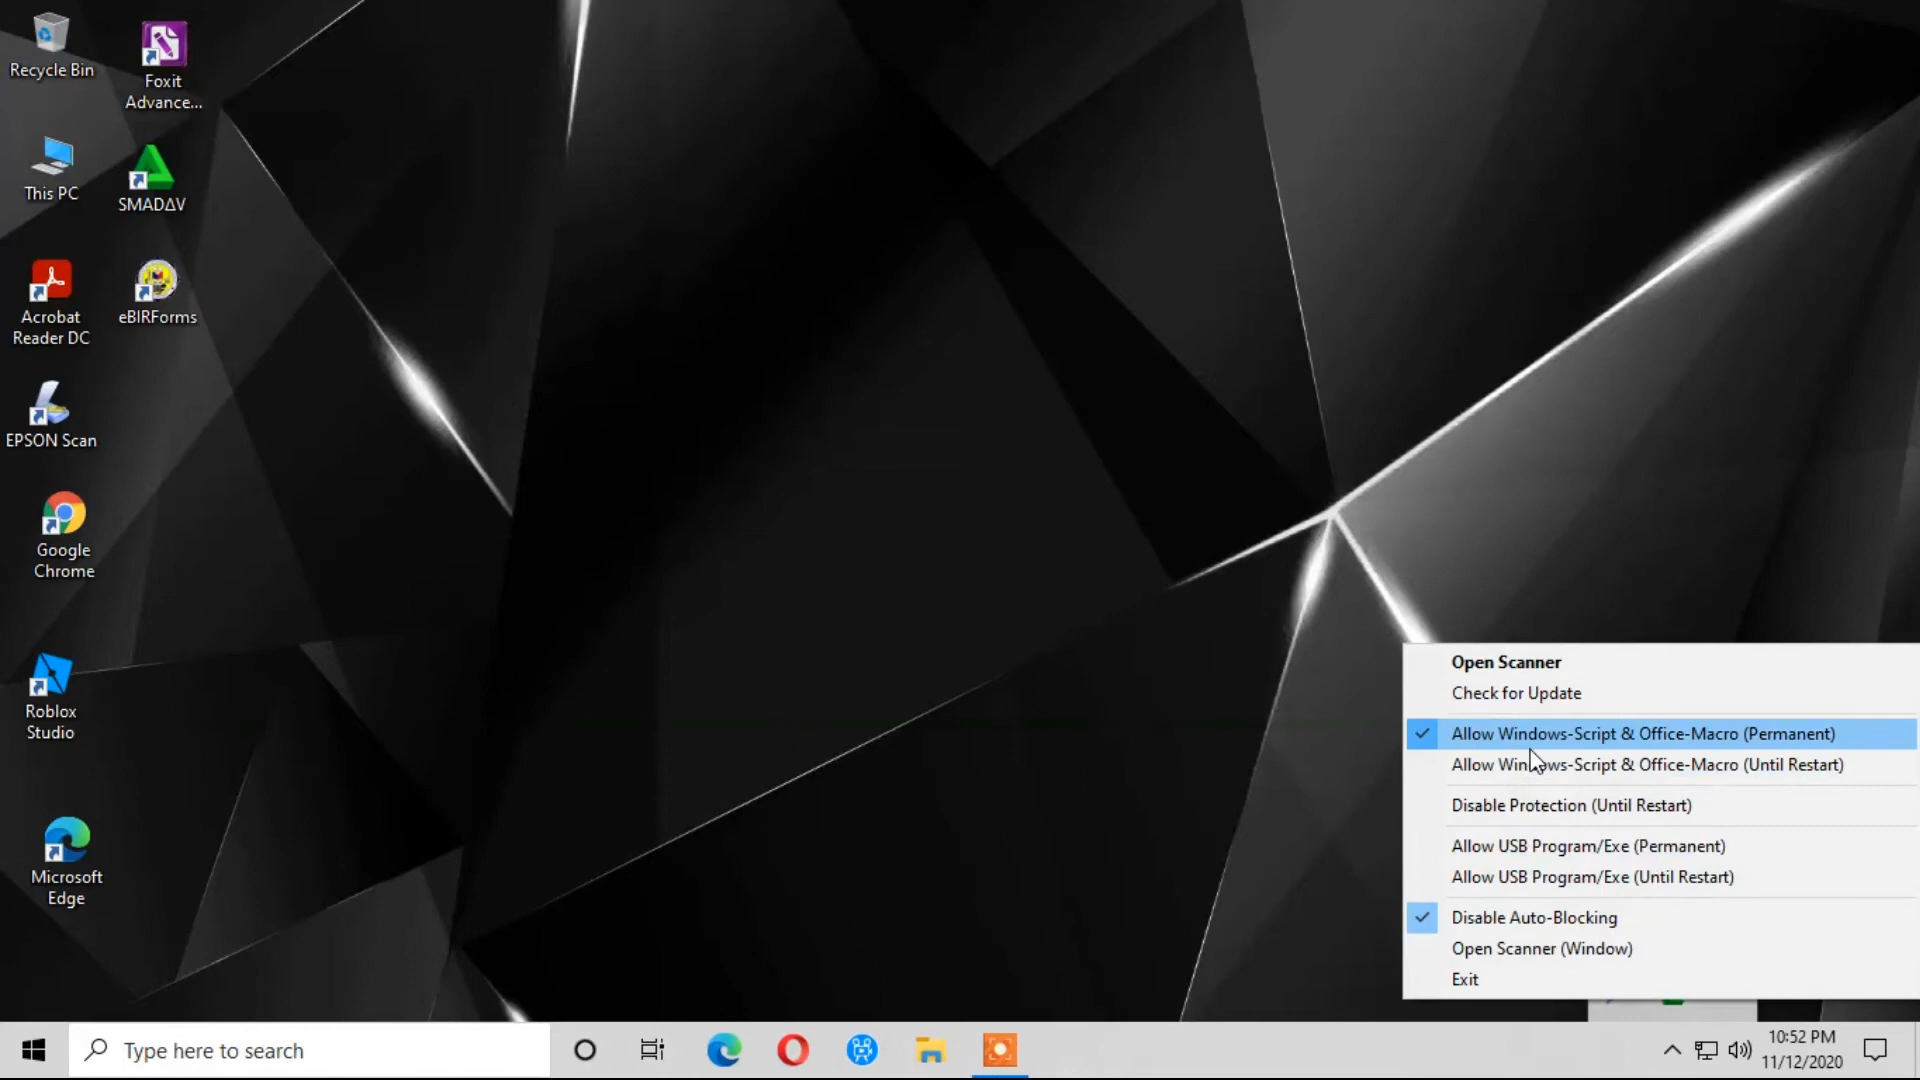 Recycle Bin
Foxit
Advance...
This PC
SMADΔV
Acrobat
Reader DC
eBIRForms
EPSON Scan
Google
Chrome
Roblox
Studio
Microsoft
Edge
Open Scanner
Check for Update
Allow Windows-Script & Office-Macro (Permanent)
Allow Windows-Script & Office-Macro (Until Restart)
Disable Protection (Until Restart)
Allow USB Program/Exe (Permanent)
Allow USB Program/Exe (Until Restart)
Disable Auto-Blocking
Open Scanner (Window)
Exit
Type here to search
10:52 PM
11/12/2020